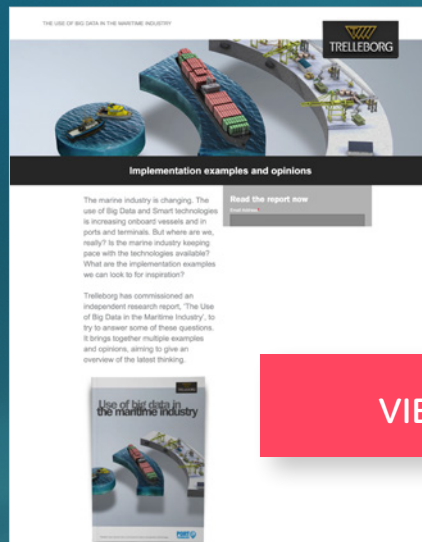 THE USE OF BIG DATA IN THE MARITIME INDUSTRY
TRELLEBORG
Implementation examples and opinions
The marine industry is changing. The
use of Big Data and Smart technologies
is increasing onboard vessels and in
ports and terminals. But where are we,
really? Is the marine industry keeping
pace with the technologies available?
What are the implementation examples
we can look to for inspiration?
Trelleborg has commissioned an
independent research report, 'The Use
of Big Data in the Maritime Industry', to
try to answer some of these questions.
It brings together multiple examples
and opinions, aiming to give an
overview of the latest thinking.
Read the report now
Email Address *
Use of big data in
the maritime industry
PORT
VIE